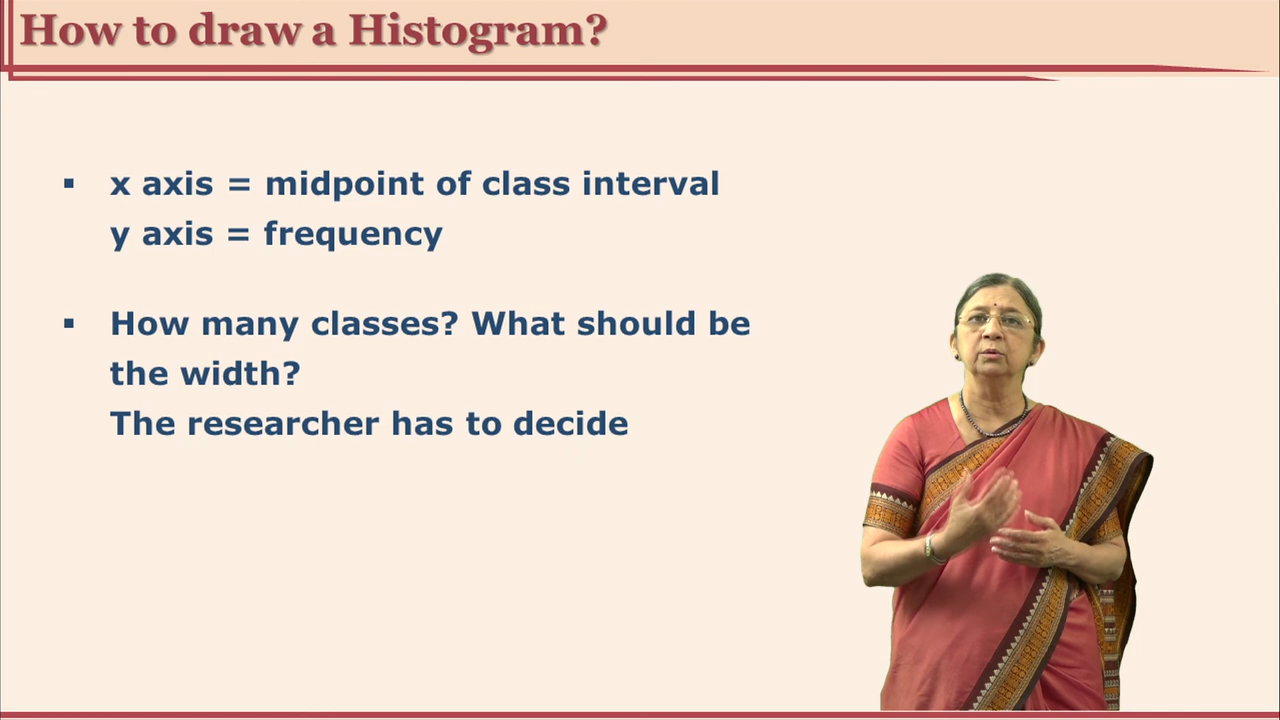 How to draw a Histogram?
▪ x axis = midpoint of class interval
y axis = frequency
▪ How many classes? What should be
the width?
The researcher has to decide